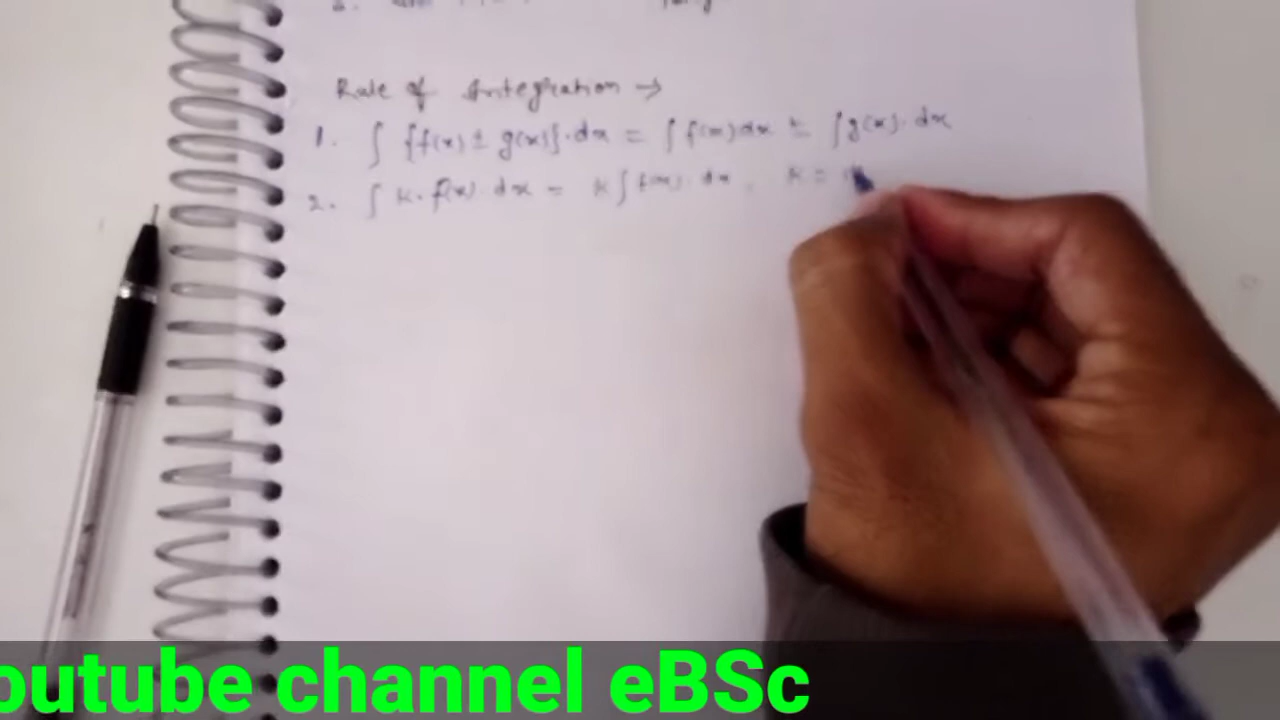 Rule of Integration →
1. ∫ {f(x) ± g(x)}·dx = ∫ f(x) dx ± ∫ g(x)·dx
2. ∫ K·f(x)·dx = K ∫ f(x)·dx, K =
outube channel eBSc